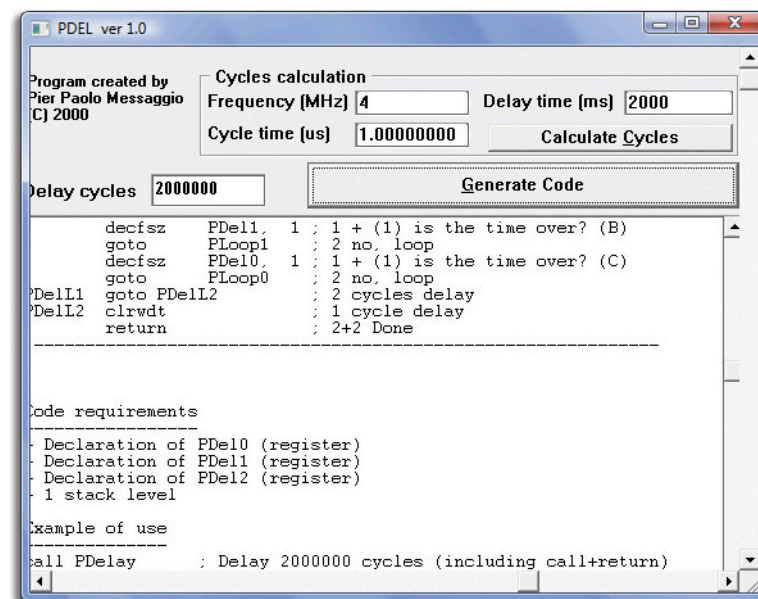 PDEL ver 1.0
Program created by
Pier Paolo Messaggio
(C) 2000
Cycles calculation
Frequency (MHz) 4 Delay time (ms) 2000
Cycle time (us) 1.00000000 Calculate Cycles
Delay cycles 2000000 Generate Code
decfsz PDel1, 1 ; 1 + (1) is the time over? (B)
goto PLoop1 ; 2 no, loop
decfsz PDel0, 1 ; 1 + (1) is the time over? (C)
goto PLoop0 ; 2 no, loop
PDelL1 goto PDelL2 ; 2 cycles delay
PDelL2 clrwdt ; 1 cycle delay
return ; 2+2 Done
-------------------------------------------------------------
Code requirements
-----------------
- Declaration of PDel0 (register)
- Declaration of PDel1 (register)
- Declaration of PDel2 (register)
- 1 stack level
Example of use
--------------
call PDelay ; Delay 2000000 cycles (including call+return)